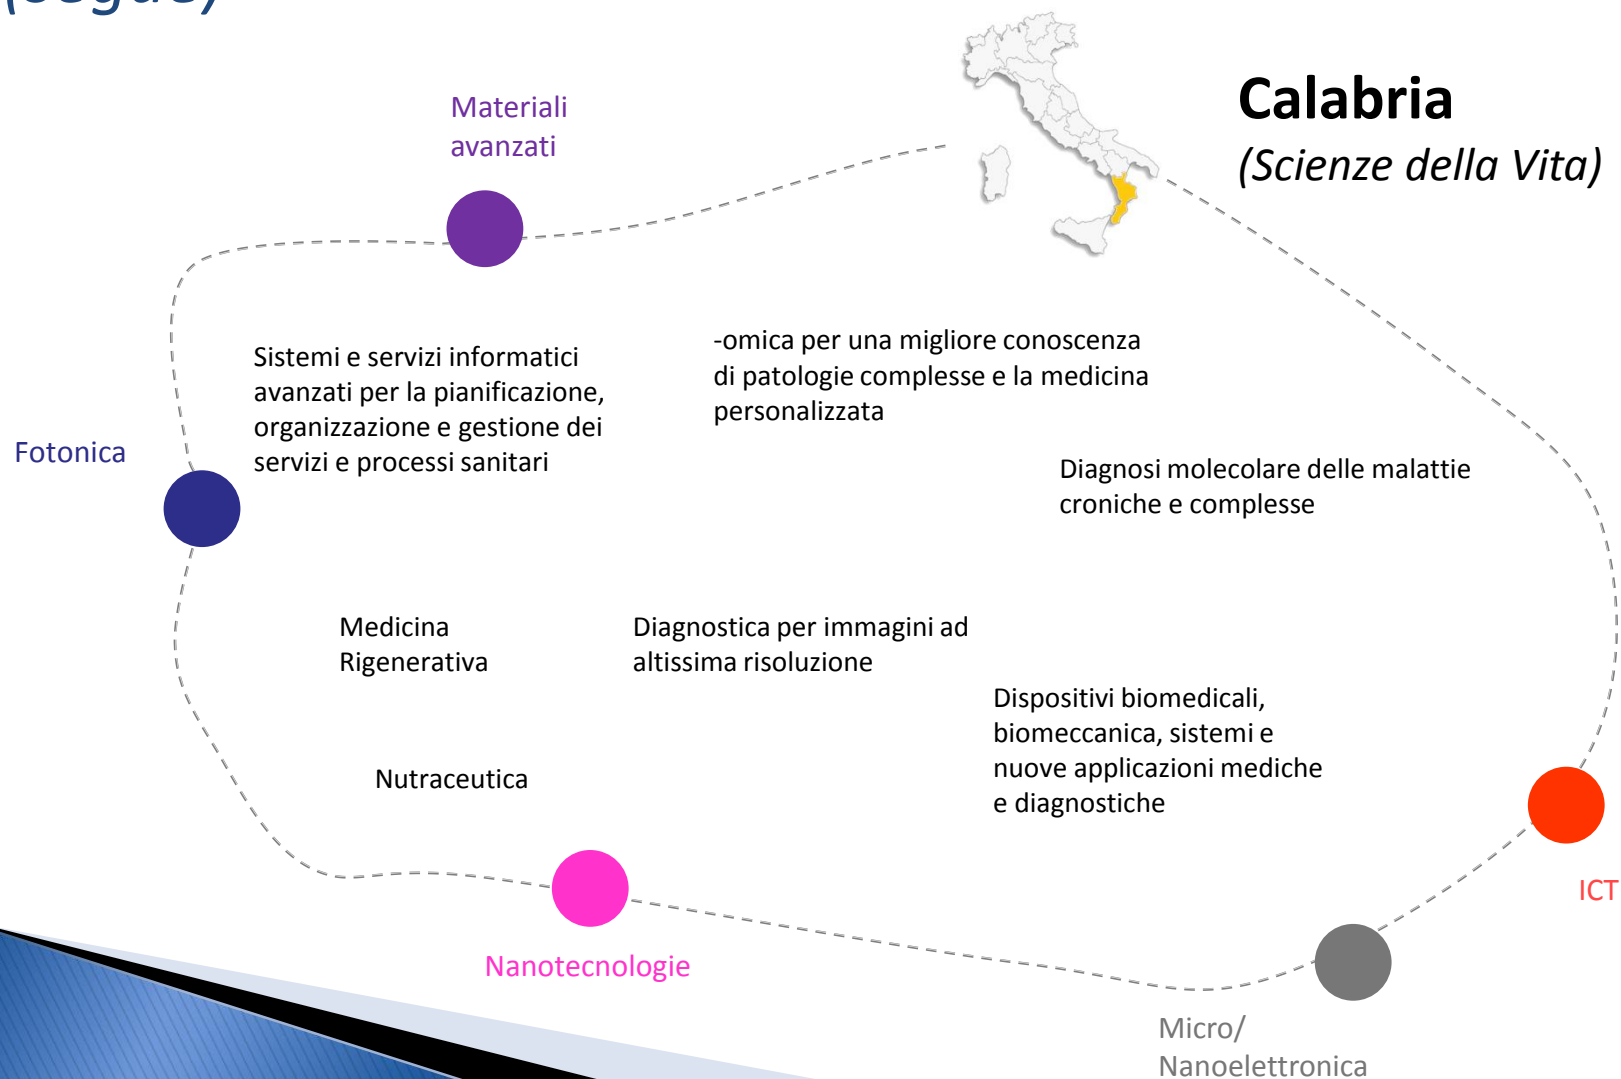 (segue)
Calabria
(Scienze della Vita)
Materiali
avanzati
Sistemi e servizi informatici
avanzati per la pianificazione,
organizzazione e gestione dei
servizi e processi sanitari
-omica per una migliore conoscenza
di patologie complesse e la medicina
personalizzata
Fotonica
Diagnosi molecolare delle malattie
croniche e complesse
Medicina
Rigenerativa
Diagnostica per immagini ad
altissima risoluzione
Dispositivi biomedicali,
biomeccanica, sistemi e
nuove applicazioni mediche
e diagnostiche
Nutraceutica
ICT
Nanotecnologie
Micro/
Nanoelettronica